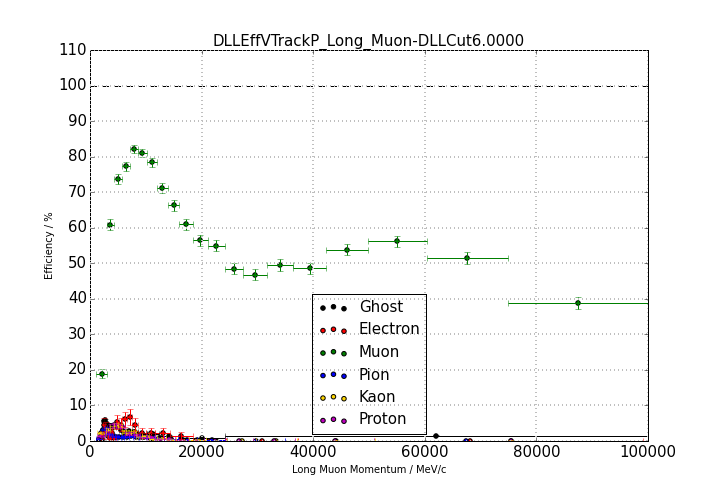 DLLEffVTrackP_Long_Muon-DLLCut6.0000
110
100
90
80
70
60
50
40
30
20
10
0
Efficiency / %
Ghost
Electron
Muon
Pion
Kaon
Proton
0 20000 40000 60000 80000 100000
Long Muon Momentum / MeV/c